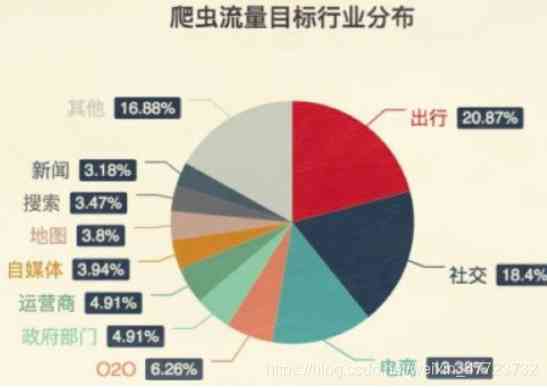 爬虫流量目标行业分布
出行 20.87%
社交 18.4%
电商
O2O 6.26%
政府部门 4.91%
运营商 4.91%
自媒体 3.94%
地图 3.8%
搜索 3.47%
新闻 3.18%
其他 16.88%